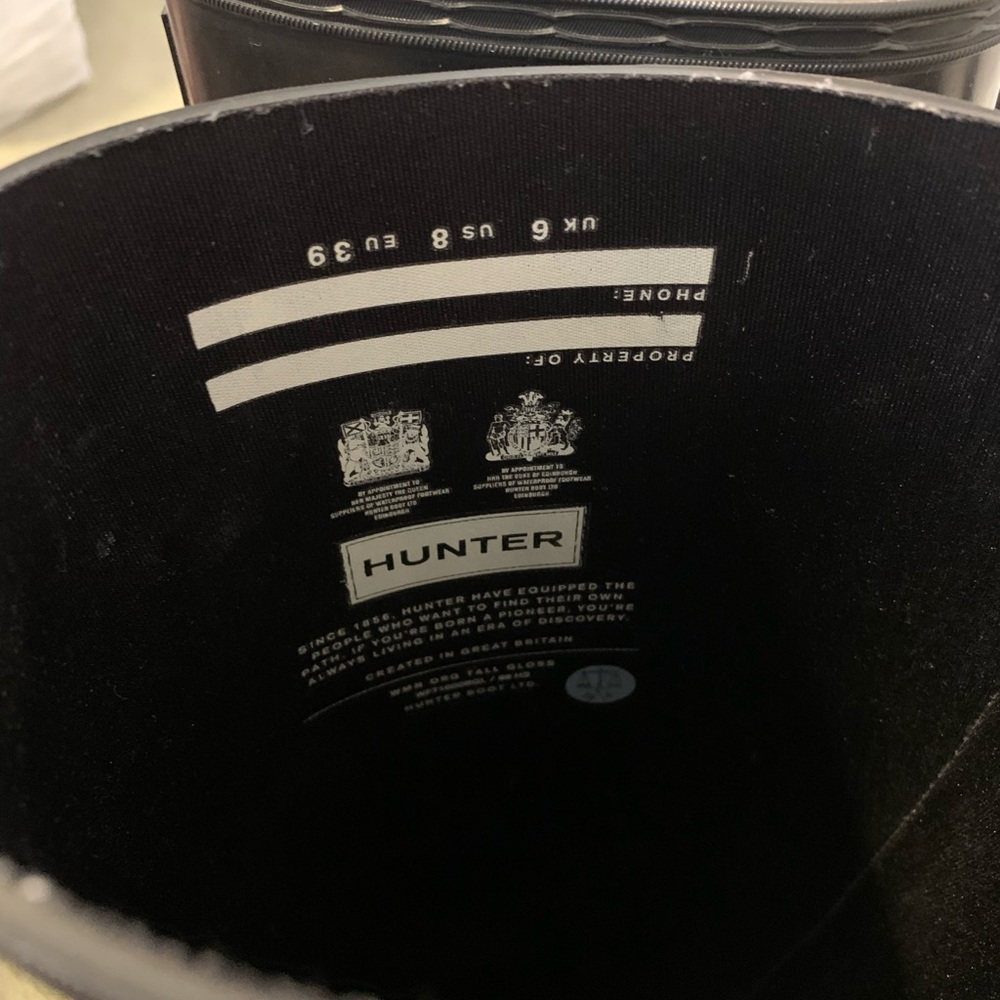 UK 6 US 8 EU 39
PHONE:
PROPERTY OF:
BY APPOINTMENT TO
HER MAJESTY THE QUEEN
SUPPLIERS OF WATERPROOF FOOTWEAR
HUNTER BOOT LTD
EDINBURGH
BY APPOINTMENT TO
HRH THE DUKE OF EDINBURGH
SUPPLIERS OF WATERPROOF FOOTWEAR
HUNTER BOOT LTD
EDINBURGH
HUNTER
SINCE 1856, HUNTER HAVE EQUIPPED THE
PEOPLE WHO WANT TO FIND THEIR OWN
PATH. IF YOU'RE BORN A PIONEER, YOU'RE
ALWAYS LIVING IN AN ERA OF DISCOVERY.
CREATED IN GREAT BRITAIN
WMN ORG TALL GLOSS
HUNTER BOOT LTD.